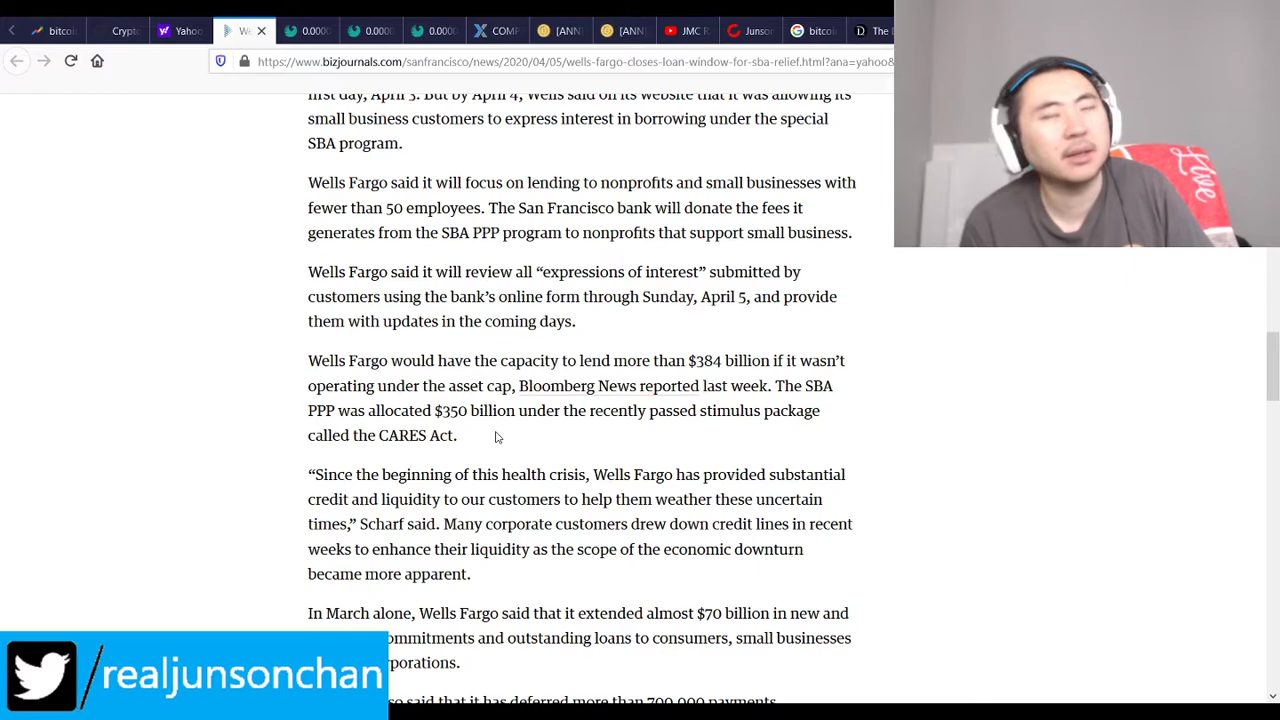 bitcoi
Crypto
Yahoo
We
0.0000
0.000
0.000
COMP
[ANN]
[ANN]
JMC R
Junso
bitcoi
The D
https://www.bizjournals.com/sanfrancisco/news/2020/04/05/wells-fargo-closes-loan-window-for-sba-relief.html?ana=yahoo&
first day, April 3. But by April 4, Wells said on its website that it was allowing its
small business customers to express interest in borrowing under the special
SBA program.
Wells Fargo said it will focus on lending to nonprofits and small businesses with
fewer than 50 employees. The San Francisco bank will donate the fees it
generates from the SBA PPP program to nonprofits that support small business.
Wells Fargo said it will review all “expressions of interest” submitted by
customers using the bank’s online form through Sunday, April 5, and provide
them with updates in the coming days.
Wells Fargo would have the capacity to lend more than $384 billion if it wasn’t
operating under the asset cap, Bloomberg News reported last week. The SBA
PPP was allocated $350 billion under the recently passed stimulus package
called the CARES Act.
“Since the beginning of this health crisis, Wells Fargo has provided substantial
credit and liquidity to our customers to help them weather these uncertain
times,” Scharf said. Many corporate customers drew down credit lines in recent
weeks to enhance their liquidity as the scope of the economic downturn
became more apparent.
In March alone, Wells Fargo said that it extended almost $70 billion in new and
ommitments and outstanding loans to consumers, small businesses
rporations.
so said that it has deferred more than 700,000 payments
Live
/realjunsonchan